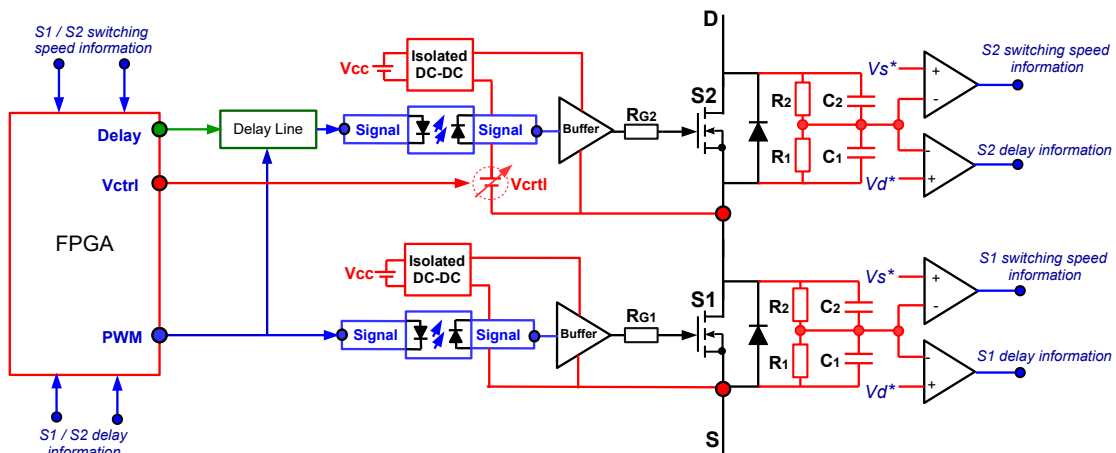 S1 / S2 switching
speed information
Delay
Vctrl
FPGA
PWM
S1 / S2 delay
information
Delay Line
Vcc
Isolated
DC-DC
Signal
Signal
Buffer
Vcrtl
RG2
D
S2
R2
C2
R1
C1
Vs*
+
-
S2 switching speed
information
-
+
Vd*
S2 delay information
Vcc
Isolated
DC-DC
Signal
Signal
Buffer
RG1
S1
S
R2
C2
R1
C1
Vs*
+
-
S1 switching speed
information
-
+
Vd*
S1 delay information